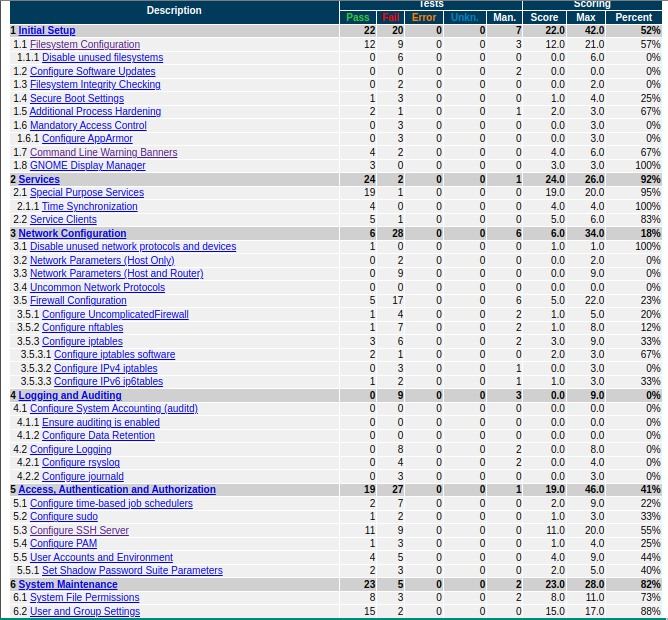 Tests Scoring
Description
Pass Fail Error Unkn. Man. Score Max Percent
1 Initial Setup 22 20 0 0 7 22.0 42.0 52%
1.1 Filesystem Configuration 12 9 0 0 3 12.0 21.0 57%
1.1.1 Disable unused filesystems 0 6 0 0 0 0.0 6.0 0%
1.2 Configure Software Updates 0 0 0 0 2 0.0 0.0 0%
1.3 Filesystem Integrity Checking 0 2 0 0 0 0.0 2.0 0%
1.4 Secure Boot Settings 1 3 0 0 0 1.0 4.0 25%
1.5 Additional Process Hardening 2 1 0 0 1 2.0 3.0 67%
1.6 Mandatory Access Control 0 3 0 0 0 0.0 3.0 0%
1.6.1 Configure AppArmor 0 3 0 0 0 0.0 3.0 0%
1.7 Command Line Warning Banners 4 2 0 0 0 4.0 6.0 67%
1.8 GNOME Display Manager 3 0 0 0 0 3.0 3.0 100%
2 Services 24 2 0 0 1 24.0 26.0 92%
2.1 Special Purpose Services 19 1 0 0 0 19.0 20.0 95%
2.1.1 Time Synchronization 4 0 0 0 0 4.0 4.0 100%
2.2 Service Clients 5 1 0 0 0 5.0 6.0 83%
3 Network Configuration 6 28 0 0 6 6.0 34.0 18%
3.1 Disable unused network protocols and devices 1 0 0 0 0 1.0 1.0 100%
3.2 Network Parameters (Host Only) 0 2 0 0 0 0.0 2.0 0%
3.3 Network Parameters (Host and Router) 0 9 0 0 0 0.0 9.0 0%
3.4 Uncommon Network Protocols 0 0 0 0 0 0.0 0.0 0%
3.5 Firewall Configuration 5 17 0 0 6 5.0 22.0 23%
3.5.1 Configure UncomplicatedFirewall 1 4 0 0 2 1.0 5.0 20%
3.5.2 Configure nftables 1 7 0 0 2 1.0 8.0 12%
3.5.3 Configure iptables 3 6 0 0 2 3.0 9.0 33%
3.5.3.1 Configure iptables software 2 1 0 0 0 2.0 3.0 67%
3.5.3.2 Configure IPv4 iptables 0 3 0 0 1 0.0 3.0 0%
3.5.3.3 Configure IPv6 ip6tables 1 2 0 0 1 1.0 3.0 33%
4 Logging and Auditing 0 9 0 0 3 0.0 9.0 0%
4.1 Configure System Accounting (auditd) 0 0 0 0 0 0.0 0.0 0%
4.1.1 Ensure auditing is enabled 0 0 0 0 0 0.0 0.0 0%
4.1.2 Configure Data Retention 0 0 0 0 0 0.0 0.0 0%
4.2 Configure Logging 0 8 0 0 2 0.0 8.0 0%
4.2.1 Configure rsyslog 0 4 0 0 2 0.0 4.0 0%
4.2.2 Configure journald 0 3 0 0 0 0.0 3.0 0%
5 Access, Authentication and Authorization 19 27 0 0 1 19.0 46.0 41%
5.1 Configure time-based job schedulers 2 7 0 0 0 2.0 9.0 22%
5.2 Configure sudo 1 2 0 0 0 1.0 3.0 33%
5.3 Configure SSH Server 11 9 0 0 0 11.0 20.0 55%
5.4 Configure PAM 1 3 0 0 0 1.0 4.0 25%
5.5 User Accounts and Environment 4 5 0 0 0 4.0 9.0 44%
5.5.1 Set Shadow Password Suite Parameters 2 3 0 0 0 2.0 5.0 40%
6 System Maintenance 23 5 0 0 2 23.0 28.0 82%
6.1 System File Permissions 8 3 0 0 2 8.0 11.0 73%
6.2 User and Group Settings 15 2 0 0 0 15.0 17.0 88%